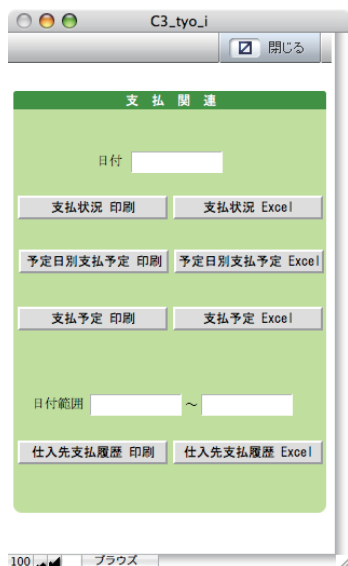 C3_tyo_i
閉じる
支 払 関 連
日付
支払状況 印刷 支払状況 Excel
予定日別支払予定 印刷 予定日別支払予定 Excel
支払予定 印刷 支払予定 Excel
日付範囲 ～
仕入先支払履歴 印刷 仕入先支払履歴 Excel
100 ブラウズ